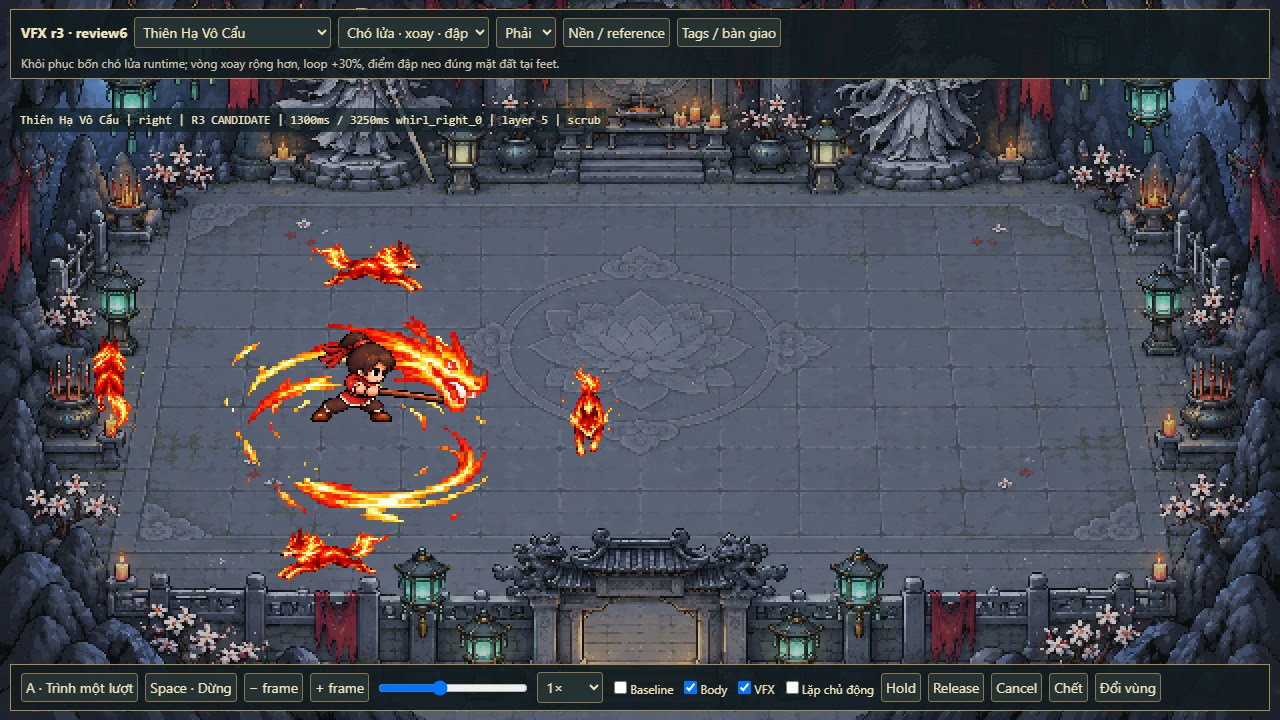 VFX r3 · review6 Thiên Hạ Vô Cẩu Chó lửa · xoay · đập Phải Nền / reference Tags / bàn giao
Khôi phục bốn chó lửa runtime; vòng xoay rộng hơn, loop +30%, điểm đập neo đúng mặt đất tại feet.
Thiên Hạ Vô Cẩu | right | R3 CANDIDATE | 1300ms / 3250ms whirl_right_0 | layer 5 | scrub
A · Trình một lượt Space · Dừng − frame + frame 1× Baseline Body VFX Lặp chủ động Hold Release Cancel Chết Đổi vùng